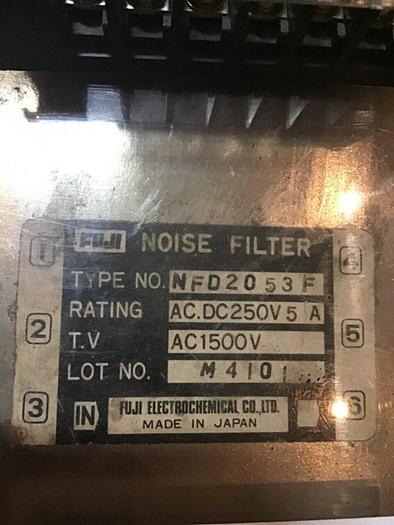 FUJI NOISE FILTER
1
4
TYPE NO. NFD2053F
RATING AC.DC250V 5 A
2
5
T.V AC1500V
LOT NO. M4101
3
6
IN FUJI ELECTROCHEMICAL CO.,LTD.
MADE IN JAPAN